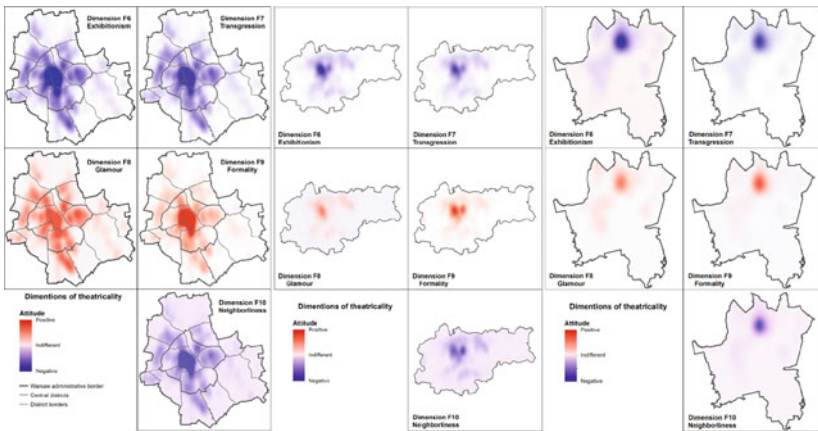 Dimension F6
Exhibitionism
Dimension F7
Transgression
Dimension F8
Glamour
Dimension F9
Formality
Dimentions of theatricality
Attitude
Positive
Indifferent
Negative
Warsaw administrative border
Central districts
District borders
Dimension F10
Neighborliness
Dimension F6
Exhibitionism
Dimension F7
Transgression
Dimension F8
Glamour
Dimension F9
Formality
Dimentions of theatricality
Attitude
Positive
Indifferent
Negative
Dimension F10
Neighborliness
Dimension F6
Exhibitionism
Dimension F7
Transgression
Dimension F8
Glamour
Dimension F9
Formality
Dimentions of theatricality
Attitude
Positive
Indifferent
Negative
Dimension F10
Neighborliness